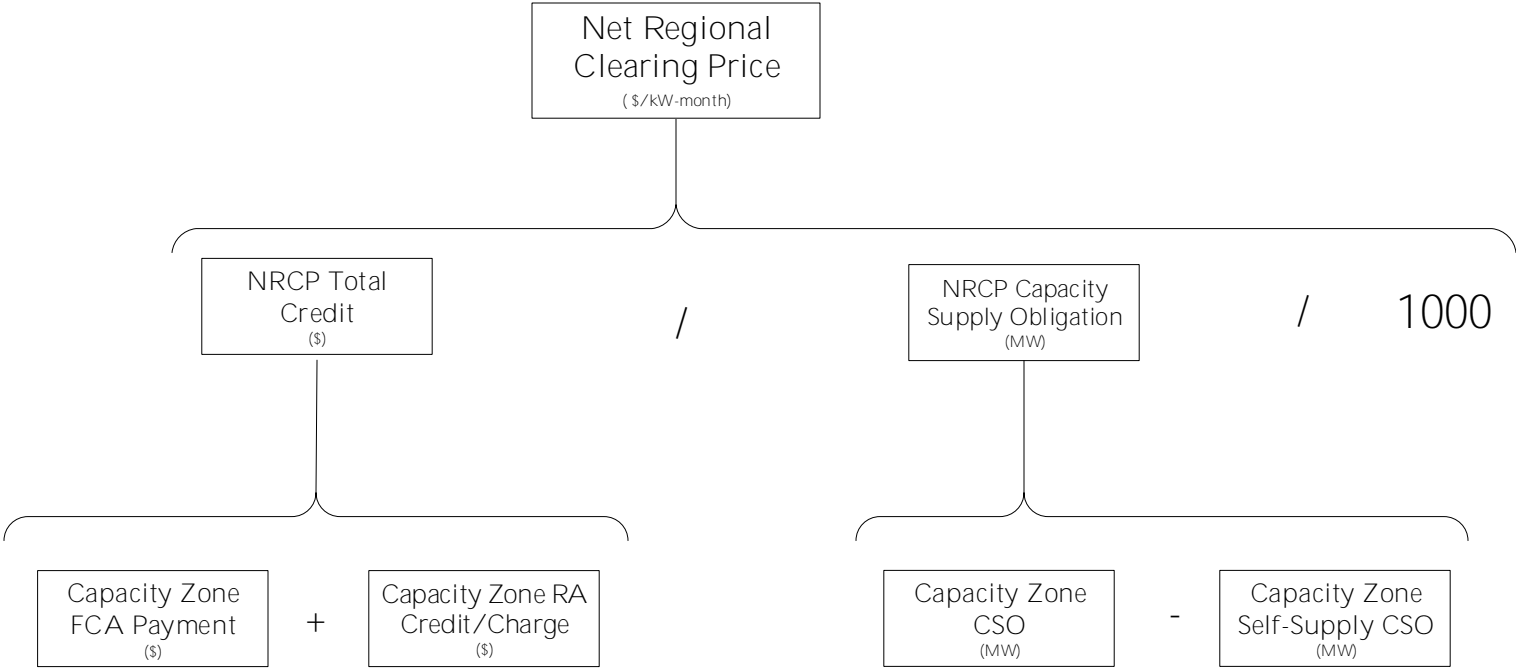 Net Regional
Clearing Price
( $/kW-month)
NRCP Total
Credit
($)
/
NRCP Capacity
Supply Obligation
(MW)
/
1000
Capacity Zone
FCA Payment
($)
+
Capacity Zone RA
Credit/Charge
($)
Capacity Zone
CSO
(MW)
-
Capacity Zone
Self-Supply CSO
(MW)